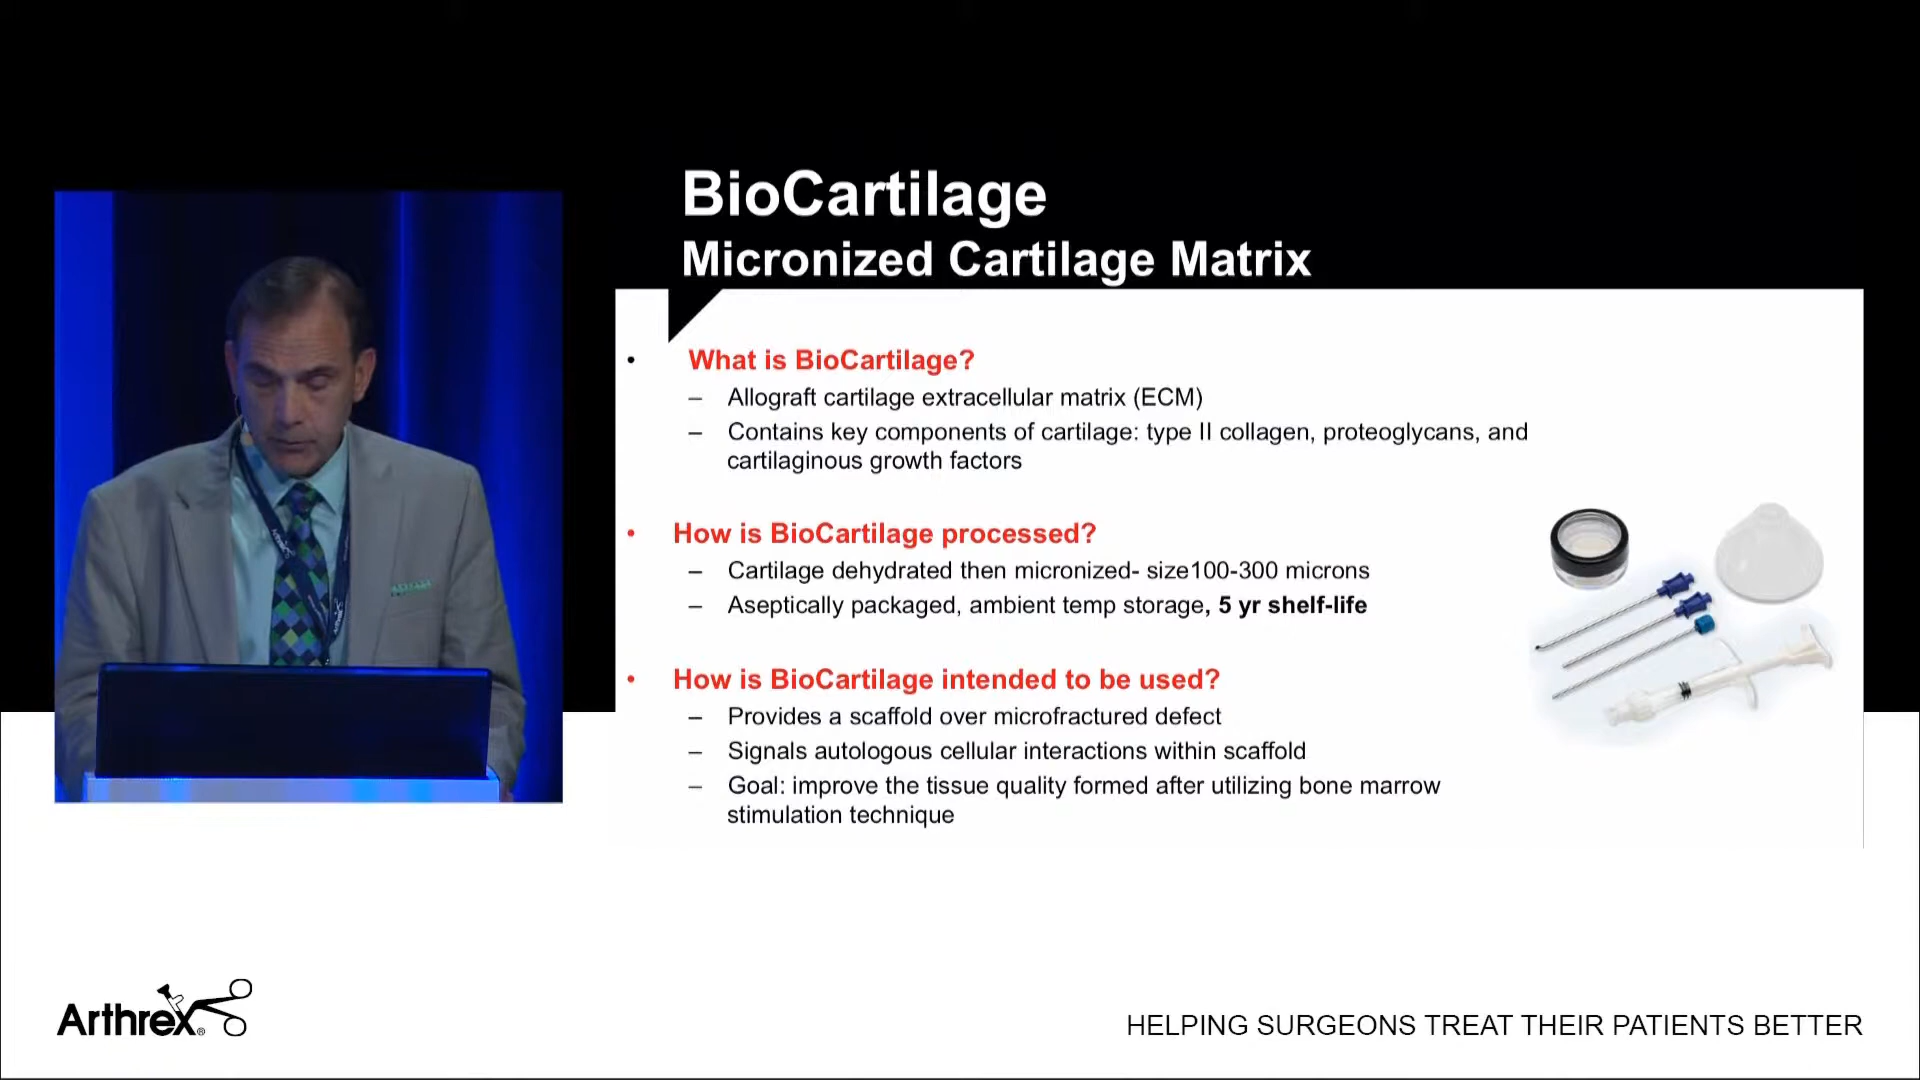 BioCartilage
Micronized Cartilage Matrix
• What is BioCartilage?
– Allograft cartilage extracellular matrix (ECM)
– Contains key components of cartilage: type II collagen, proteoglycans, and
cartilaginous growth factors
• How is BioCartilage processed?
– Cartilage dehydrated then micronized- size100-300 microns
– Aseptically packaged, ambient temp storage, 5 yr shelf-life
• How is BioCartilage intended to be used?
– Provides a scaffold over microfractured defect
– Signals autologous cellular interactions within scaffold
– Goal: improve the tissue quality formed after utilizing bone marrow
stimulation technique
Arthrex®
HELPING SURGEONS TREAT THEIR PATIENTS BETTER